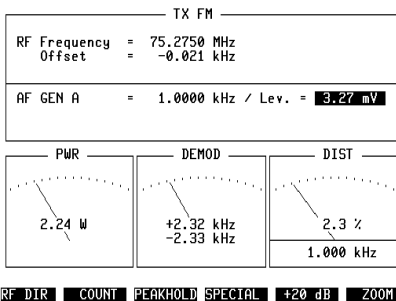 TX FM
RF Frequency = 75.2750 MHz
Offset = -0.021 kHz
AF GEN A = 1.0000 kHz / Lev. = 3.27 mV
PWR DEMOD DIST
2.24 W +2.32 kHz 2.3 %
-2.33 kHz
1.000 kHz
RF DIR COUNT PEAKHOLD SPECIAL +20 dB ZOOM